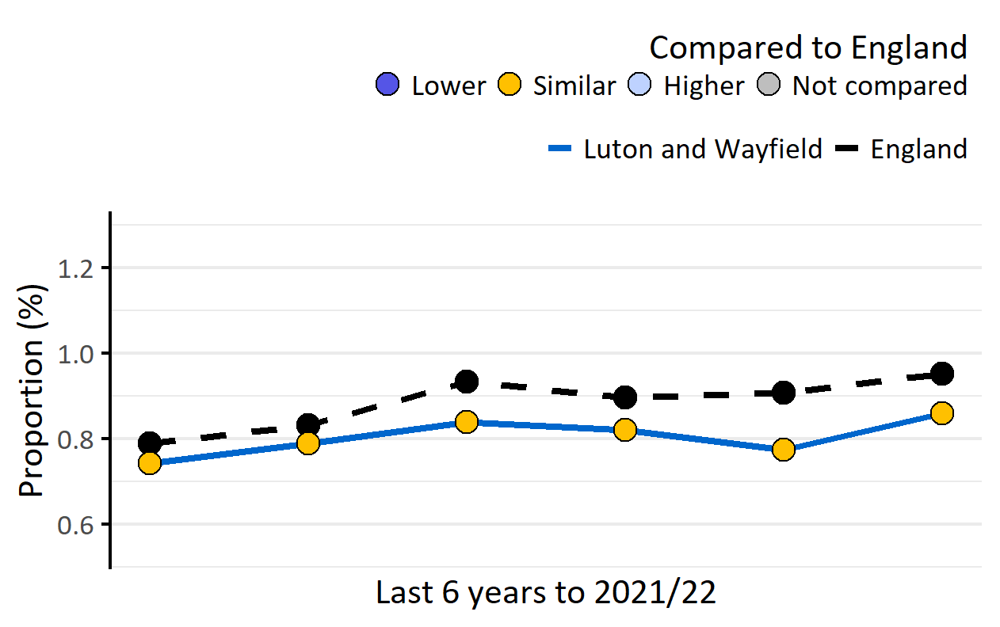 Compared to England
Lower Similar Higher Not compared
Luton and Wayfield England
Proportion (%)
1.2
1.0
0.8
0.6
Last 6 years to 2021/22